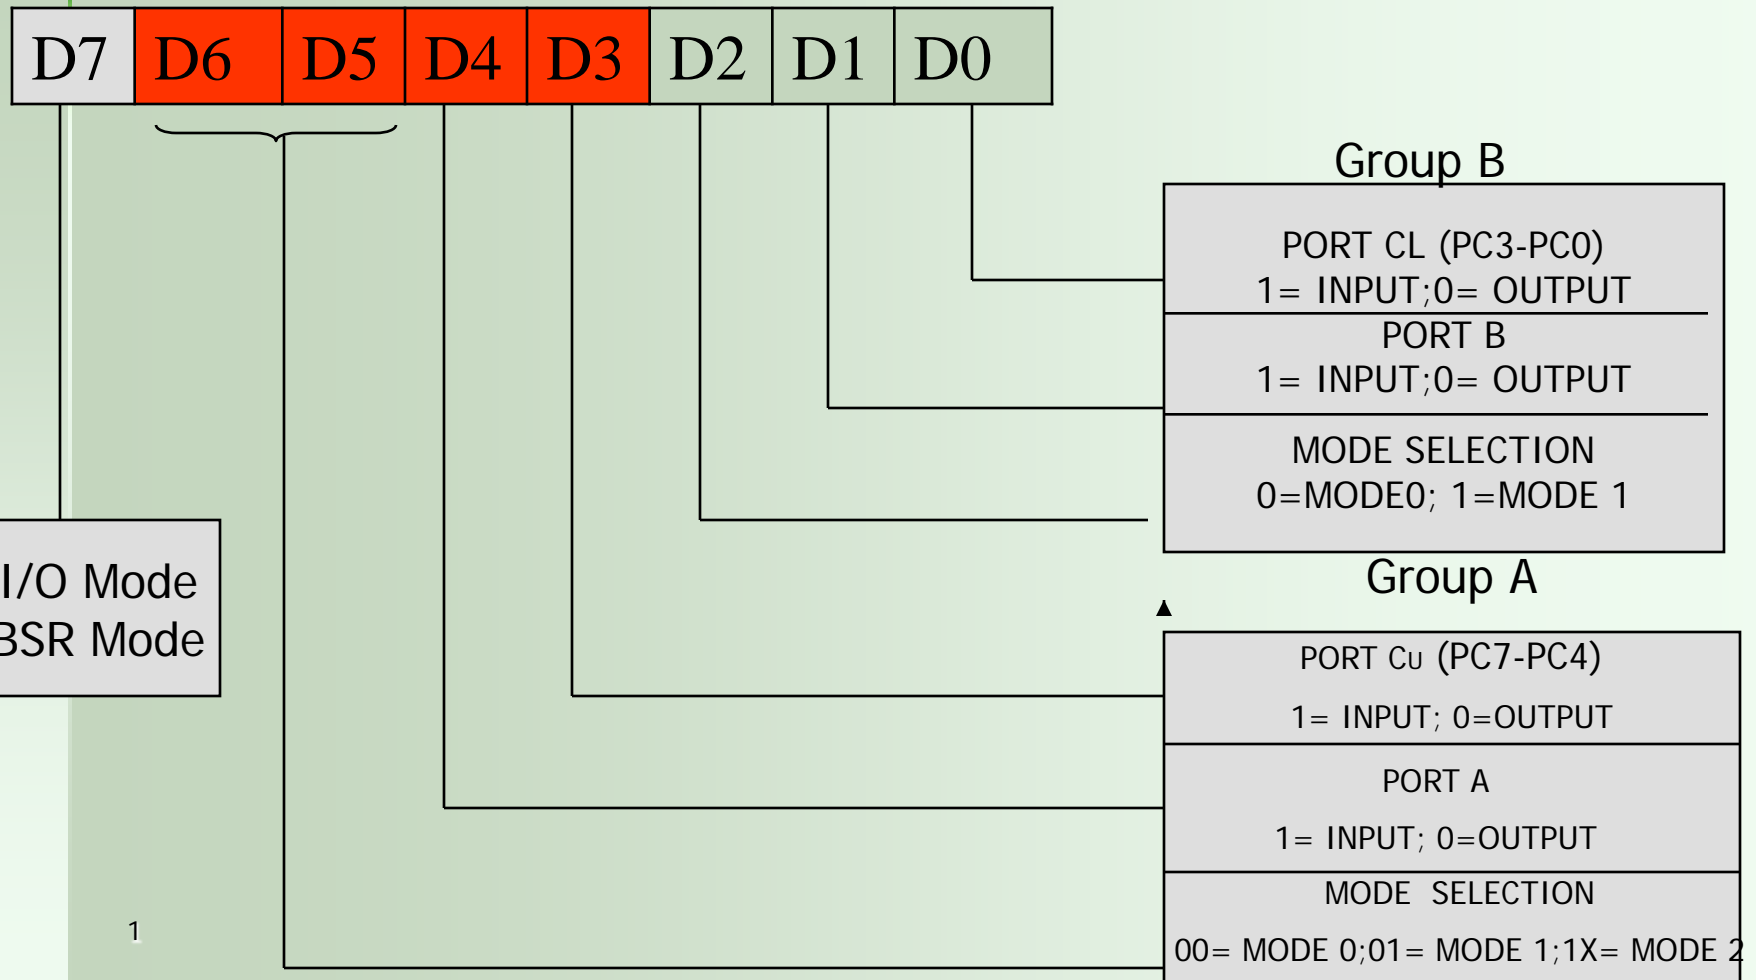 D7 D6 D5 D4 D3 D2 D1 D0
Group B
PORT CL (PC3-PC0)
1= INPUT;0= OUTPUT
PORT B
1= INPUT;0= OUTPUT
MODE SELECTION
0=MODE0; 1=MODE 1
I/O Mode
BSR Mode
Group A
PORT CU (PC7-PC4)
1= INPUT; 0=OUTPUT
PORT A
1= INPUT; 0=OUTPUT
MODE SELECTION
00= MODE 0;01= MODE 1;1X= MODE 2
1